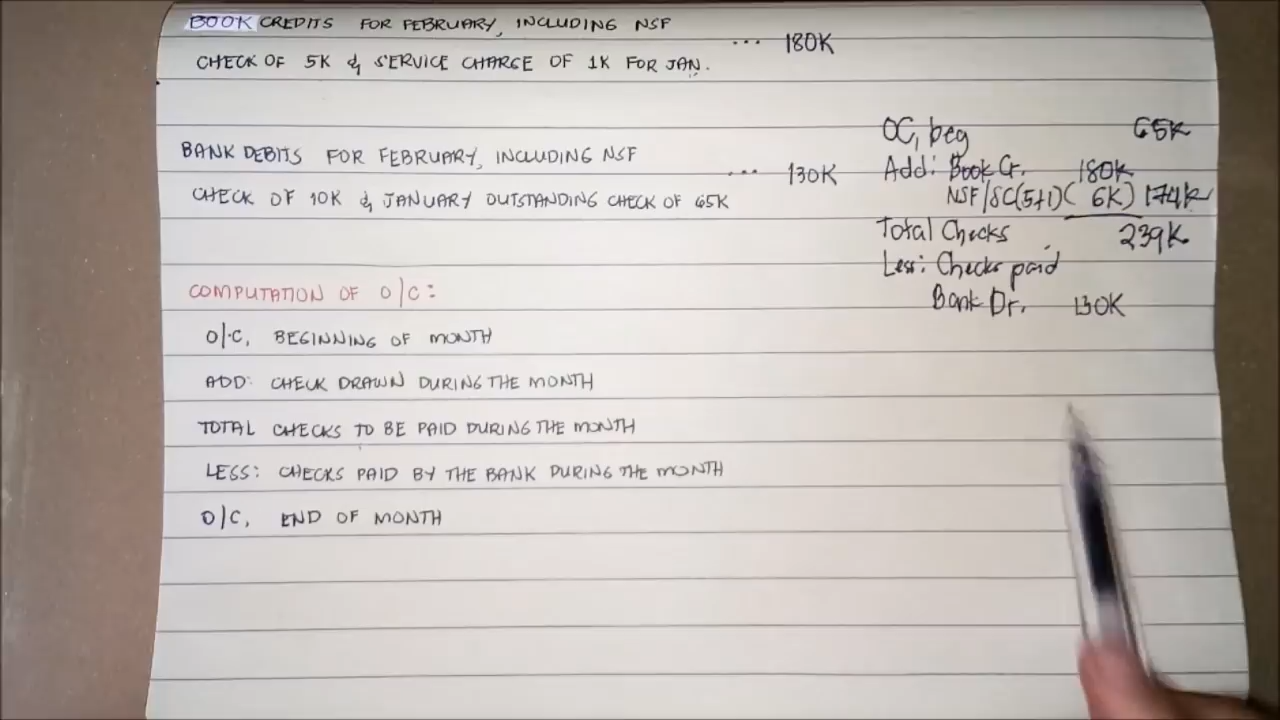 BOOK CREDITS FOR FEBRUARY, INCLUDING NSF
CHECK OF 5K & SERVICE CHARGE OF 1K FOR JAN.
... 180K
BANK DEBITS FOR FEBRUARY, INCLUDING NSF
CHECK OF 10K & JANUARY OUTSTANDING CHECK OF 65K
... 130K
COMPUTATION OF O/C:
O/C, BEGINNING OF MONTH
ADD: CHECK DRAWN DURING THE MONTH
TOTAL CHECKS TO BE PAID DURING THE MONTH
LESS: CHECKS PAID BY THE BANK DURING THE MONTH
O/C, END OF MONTH
OC, beg 65K
Add: Book Cr. 180K
NSF/SC(5+1) ( 6K) 174K
Total Checks 239K
Less: Checks paid
Bank Dr. 130K